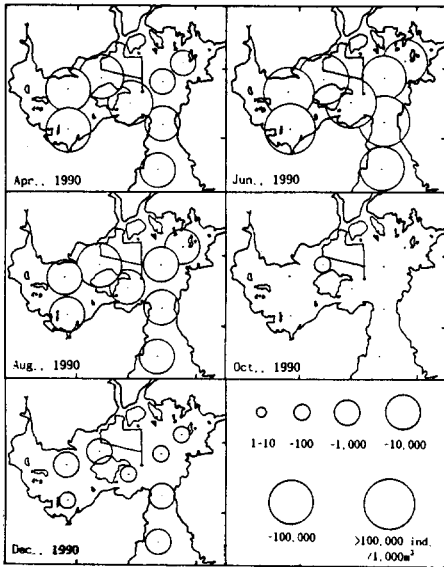 Apr., 1990
Jun., 1990
Aug., 1990
Oct., 1990
Dec., 1990
1-10
-100
-1,000
-10,000
-100,000
>100,000 ind.
/1,000m³